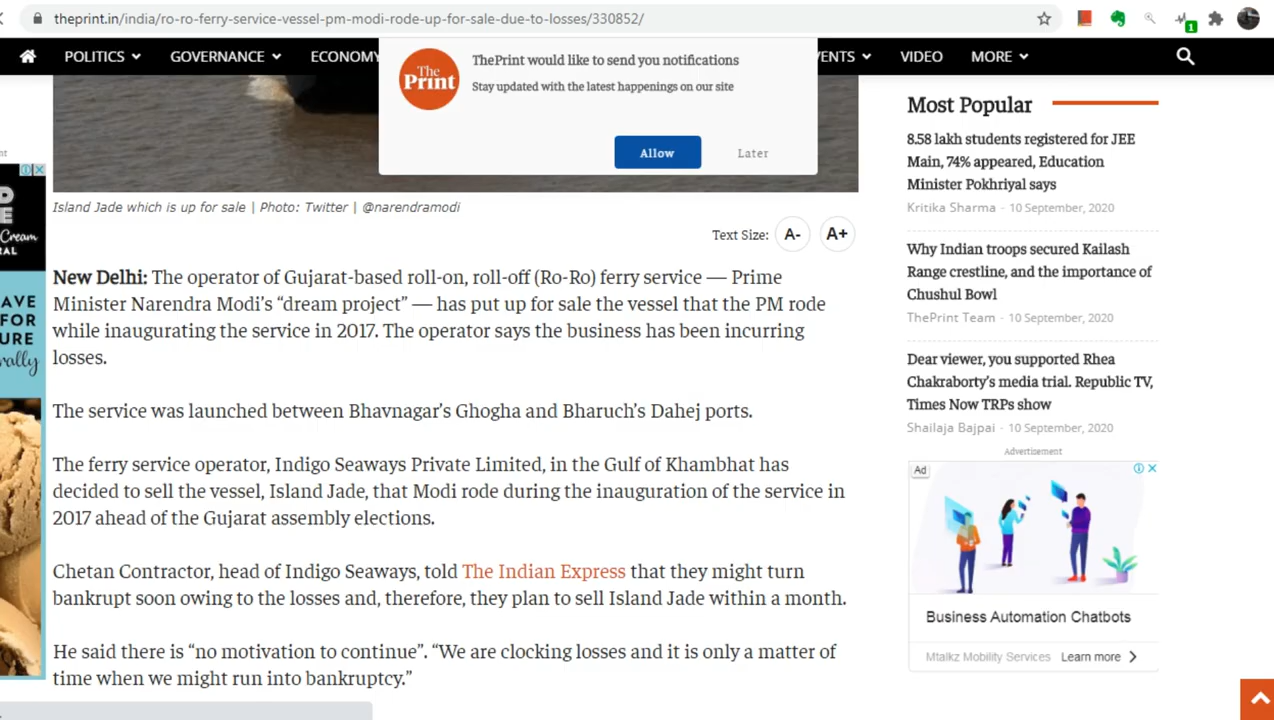 theprint.in/india/ro-ro-ferry-service-vessel-pm-modi-rode-up-for-sale-due-to-losses/330852/
1
POLITICS
GOVERNANCE
ECONOMY
VENTS
VIDEO
MORE
The
Print
ThePrint would like to send you notifications
Stay updated with the latest happenings on our site
Allow
Later
Island Jade which is up for sale | Photo: Twitter | @narendramodi
Text Size:
A-
A+
New Delhi: The operator of Gujarat-based roll-on, roll-off (Ro-Ro) ferry service — Prime
Minister Narendra Modi’s “dream project” — has put up for sale the vessel that the PM rode
while inaugurating the service in 2017. The operator says the business has been incurring
losses.
The service was launched between Bhavnagar’s Ghogha and Bharuch’s Dahej ports.
The ferry service operator, Indigo Seaways Private Limited, in the Gulf of Khambhat has
decided to sell the vessel, Island Jade, that Modi rode during the inauguration of the service in
2017 ahead of the Gujarat assembly elections.
Chetan Contractor, head of Indigo Seaways, told The Indian Express that they might turn
bankrupt soon owing to the losses and, therefore, they plan to sell Island Jade within a month.
He said there is “no motivation to continue”. “We are clocking losses and it is only a matter of
time when we might run into bankruptcy.”
Most Popular
8.58 lakh students registered for JEE
Main, 74% appeared, Education
Minister Pokhriyal says
Kritika Sharma - 10 September, 2020
Why Indian troops secured Kailash
Range crestline, and the importance of
Chushul Bowl
ThePrint Team - 10 September, 2020
Dear viewer, you supported Rhea
Chakraborty’s media trial. Republic TV,
Times Now TRPs show
Shailaja Bajpai - 10 September, 2020
Advertisement
Ad
Business Automation Chatbots
Mtalkz Mobility Services
Learn more
nt
D
E
Cream
RAL
AVE
FOR
URE
rally